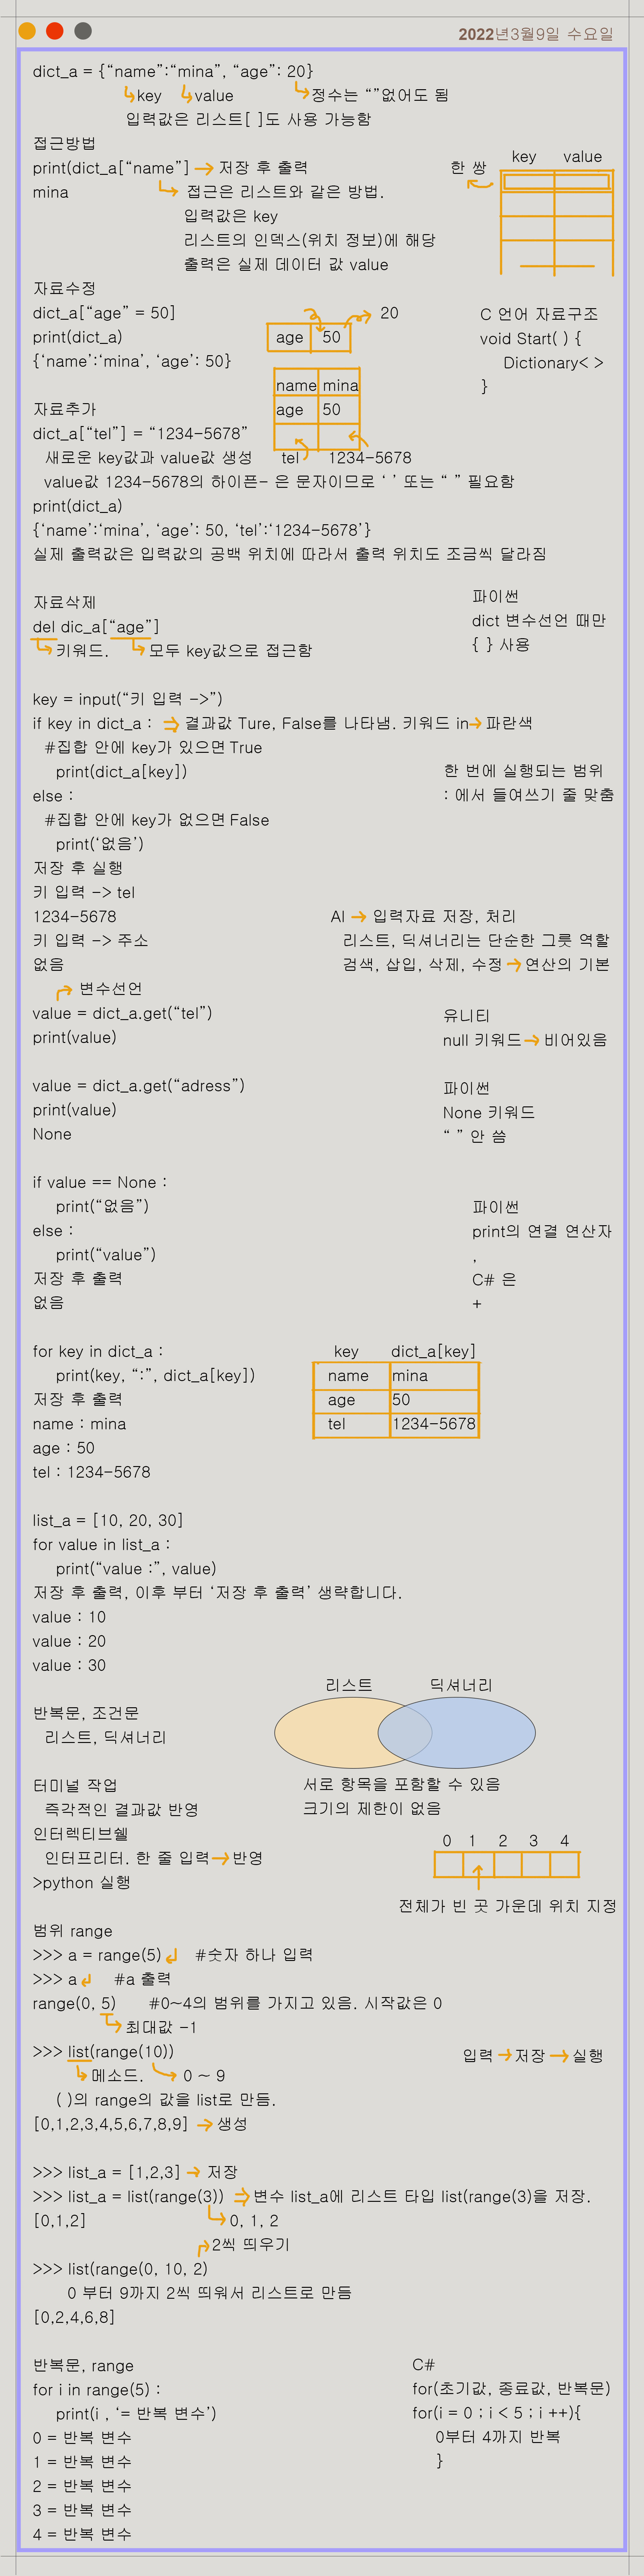 2022년3월9일 수요일
dict_a = {“name”:“mina”, “age”: 20}
key value 정수는 “”없어도 됨
입력값은 리스트[ ]도 사용 가능함
접근방법
print(dict_a[“name”] 저장 후 출력
mina 접근은 리스트와 같은 방법.
입력값은 key
리스트의 인덱스(위치 정보)에 해당
출력은 실제 데이터 값 value
key value
한 쌍
자료수정
dict_a[“age” = 50]
print(dict_a)
{‘name’:‘mina’, ‘age’: 50}
20
age 50
name mina
age 50
tel 1234-5678
C 언어 자료구조
void Start( ) {
Dictionary< >
}
자료추가
dict_a[“tel”] = “1234-5678”
새로운 key값과 value값 생성
value값 1234-5678의 하이픈- 은 문자이므로 ‘ ’ 또는 “ ” 필요함
print(dict_a)
{‘name’:‘mina’, ‘age’: 50, ‘tel’:‘1234-5678’}
실제 출력값은 입력값의 공백 위치에 따라서 출력 위치도 조금씩 달라짐
자료삭제
del dic_a[“age”]
키워드. 모두 key값으로 접근함
파이썬
dict 변수선언 때만
{ } 사용
key = input(“키 입력 ->”)
if key in dict_a : 결과값 Ture, False를 나타냄. 키워드 in 파란색
#집합 안에 key가 있으면 True
print(dict_a[key])
else :
#집합 안에 key가 없으면 False
print(‘없음’)
한 번에 실행되는 범위
: 에서 들여쓰기 줄 맞춤
저장 후 실행
키 입력 -> tel
1234-5678
키 입력 -> 주소
없음
AI 입력자료 저장, 처리
리스트, 딕셔너리는 단순한 그릇 역할
검색, 삽입, 삭제, 수정 연산의 기본
변수선언
value = dict_a.get(“tel”)
print(value)
유니티
null 키워드 비어있음
value = dict_a.get(“adress”)
print(value)
None
파이썬
None 키워드
“ ” 안 씀
if value == None :
print(“없음”)
else :
print(“value”)
저장 후 출력
없음
파이썬
print의 연결 연산자
,
C# 은
+
for key in dict_a :
print(key, “:”, dict_a[key])
저장 후 출력
name : mina
age : 50
tel : 1234-5678
key dict_a[key]
name mina
age 50
tel 1234-5678
list_a = [10, 20, 30]
for value in list_a :
print(“value :”, value)
저장 후 출력, 이후 부터 ‘저장 후 출력’ 생략합니다.
value : 10
value : 20
value : 30
반복문, 조건문
리스트, 딕셔너리
리스트 딕셔너리
서로 항목을 포함할 수 있음
크기의 제한이 없음
터미널 작업
즉각적인 결과값 반영
인터렉티브쉘
인터프리터. 한 줄 입력 반영
>python 실행
0 1 2 3 4
전체가 빈 곳 가운데 위치 지정
범위 range
>>> a = range(5) #숫자 하나 입력
>>> a #a 출력
range(0, 5) #0~4의 범위를 가지고 있음. 시작값은 0
최대값 -1
>>> list(range(10))
메소드. 0 ~ 9
( )의 range의 값을 list로 만듬.
[0,1,2,3,4,5,6,7,8,9] 생성
입력 저장 실행
>>> list_a = [1,2,3] 저장
>>> list_a = list(range(3)) 변수 list_a에 리스트 타입 list(range(3)을 저장.
[0,1,2] 0, 1, 2
2씩 띄우기
>>> list(range(0, 10, 2)
0 부터 9까지 2씩 띄워서 리스트로 만듬
[0,2,4,6,8]
반복문, range
for i in range(5) :
print(i , ‘= 반복 변수’)
0 = 반복 변수
1 = 반복 변수
2 = 반복 변수
3 = 반복 변수
4 = 반복 변수
C#
for(초기값, 종료값, 반복문)
for(i = 0 ; i < 5 ; i ++){
0부터 4까지 반복
}